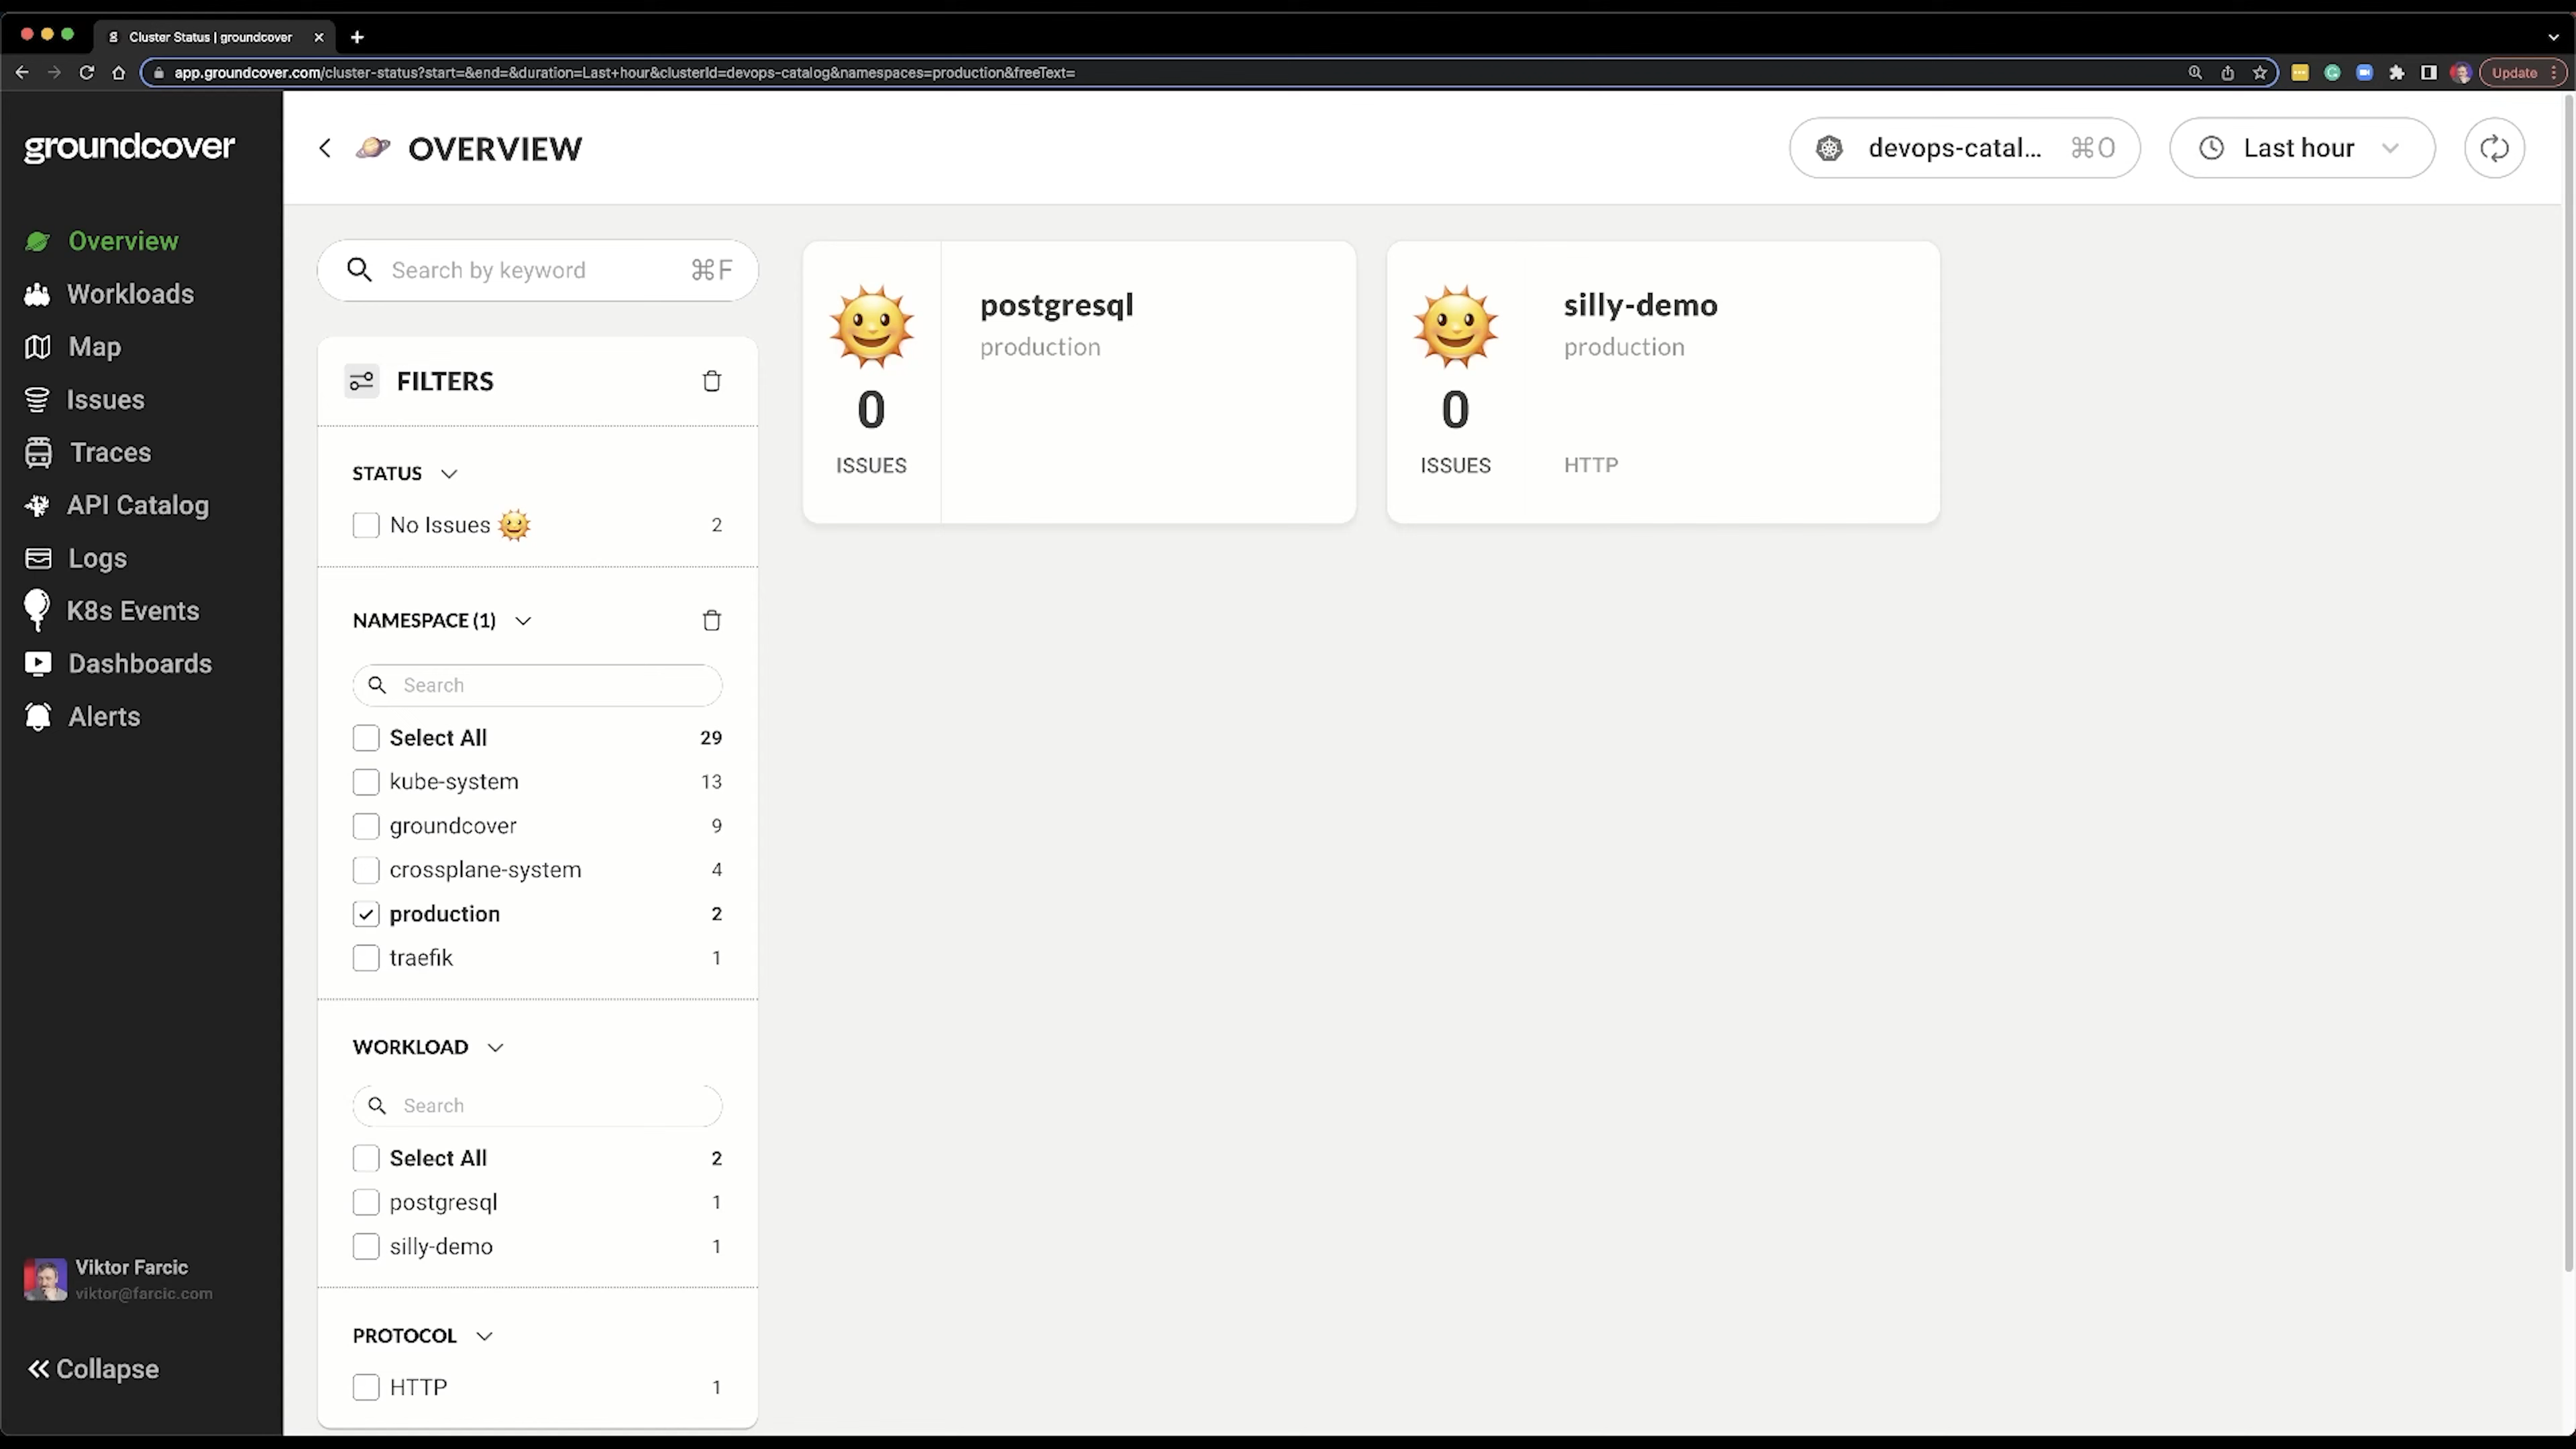 Cluster Status | groundcover
app.groundcover.com/cluster-status?start=&end=&duration=Last+hour&clusterId=devops-catalog&namespaces=production&freeText=
Update
groundcover
Overview
Workloads
Map
Issues
Traces
API Catalog
Logs
K8s Events
Dashboards
Alerts
Viktor Farcic
viktor@farcic.com
Collapse
OVERVIEW
devops-catal... ⌘O
Last hour
Search by keyword ⌘F
FILTERS
STATUS
No Issues 2
NAMESPACE (1)
Search
Select All 29
kube-system 13
groundcover 9
crossplane-system 4
production 2
traefik 1
WORKLOAD
Search
Select All 2
postgresql 1
silly-demo 1
PROTOCOL
HTTP 1
postgresql
production
0
ISSUES
silly-demo
production
0
ISSUES
HTTP